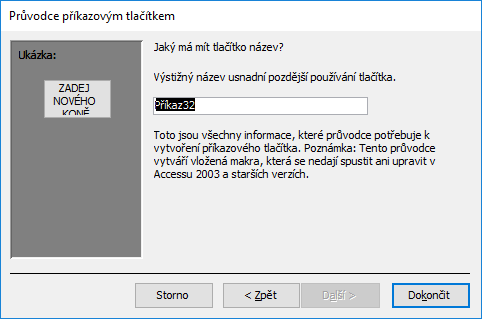 Průvodce příkazovým tlačítkem
Ukázka:
ZADEJ
NOVÉHO
KONĚ
Jaký má mít tlačítko název?
Výstižný název usnadní pozdější používání tlačítka.
Příkaz32
Toto jsou všechny informace, které průvodce potřebuje k
vytvoření příkazového tlačítka. Poznámka: Tento průvodce
vytváří vložená makra, která se nedají spustit ani upravit v
Accessu 2003 a starších verzích.
Storno
< Zpět
Další >
Dokončit